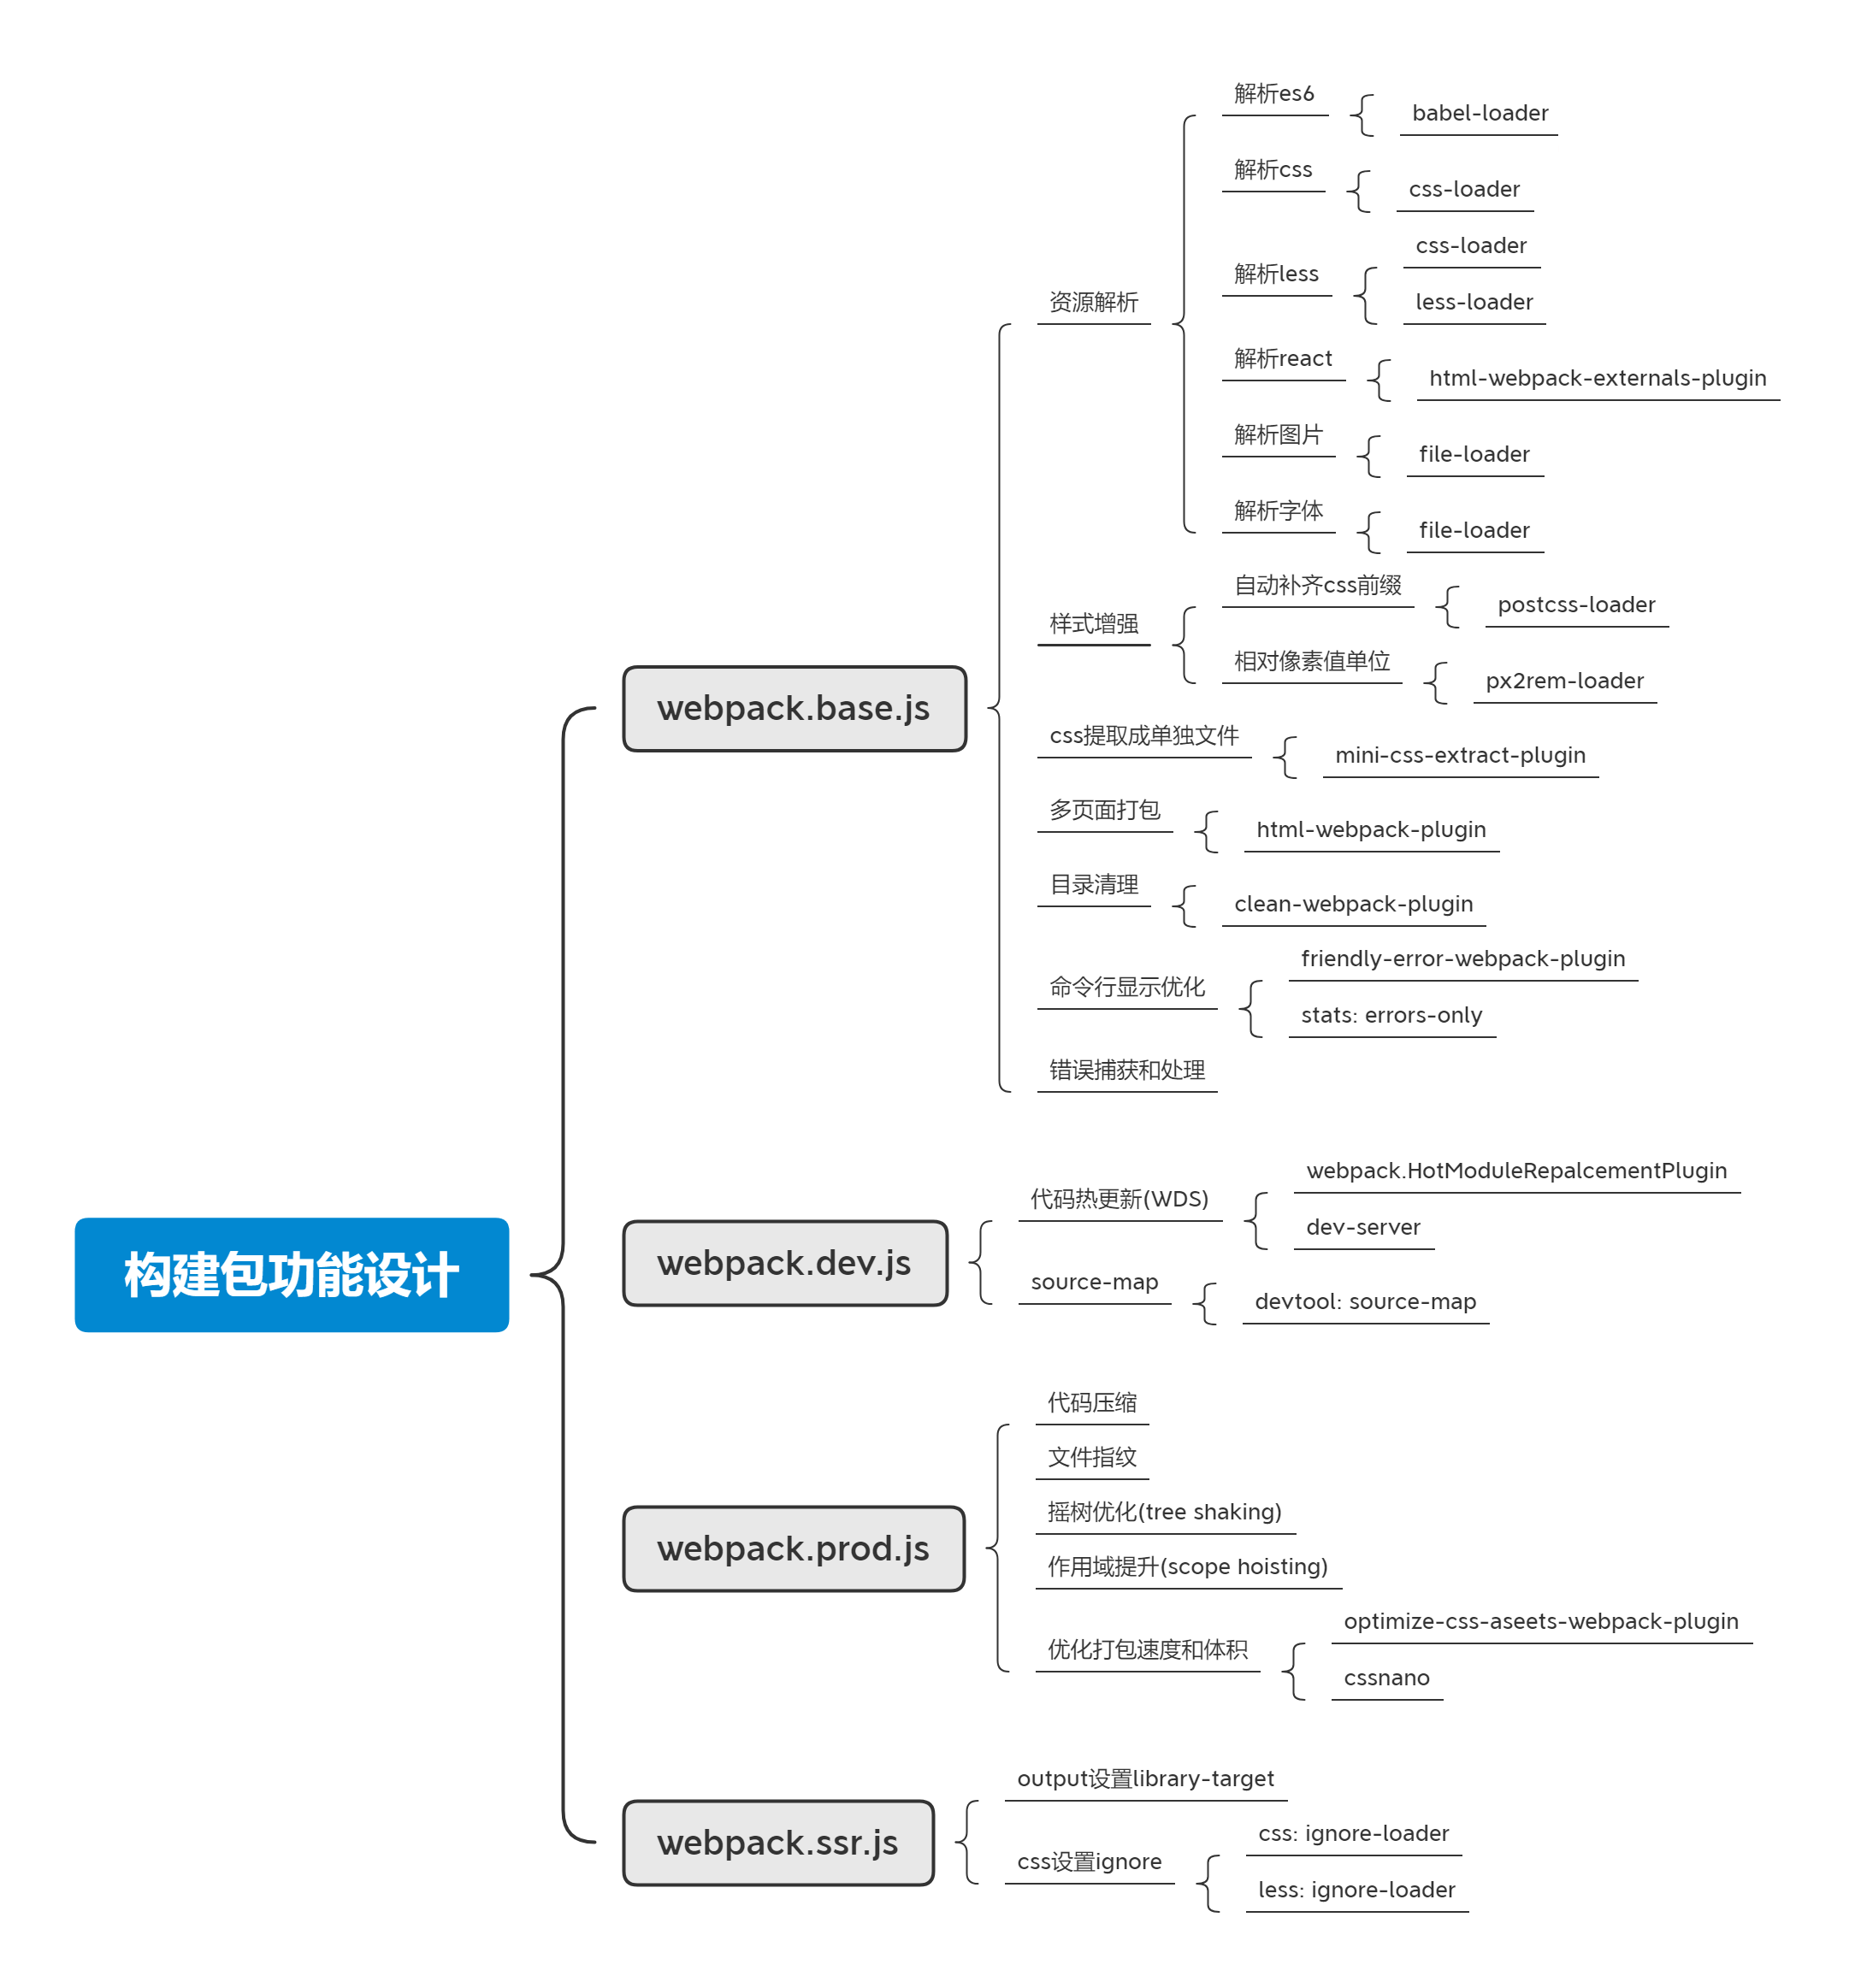 构建包功能设计
webpack.base.js
资源解析
解析es6
babel-loader
解析css
css-loader
解析less
css-loader
less-loader
解析react
html-webpack-externals-plugin
解析图片
file-loader
解析字体
file-loader
样式增强
自动补齐css前缀
postcss-loader
相对像素值单位
px2rem-loader
css提取成单独文件
mini-css-extract-plugin
多页面打包
html-webpack-plugin
目录清理
clean-webpack-plugin
命令行显示优化
friendly-error-webpack-plugin
stats: errors-only
错误捕获和处理
webpack.dev.js
代码热更新(WDS)
webpack.HotModuleRepalcementPlugin
dev-server
source-map
devtool: source-map
webpack.prod.js
代码压缩
文件指纹
摇树优化(tree shaking)
作用域提升(scope hoisting)
优化打包速度和体积
optimize-css-aseets-webpack-plugin
cssnano
webpack.ssr.js
output设置library-target
css设置ignore
css: ignore-loader
less: ignore-loader